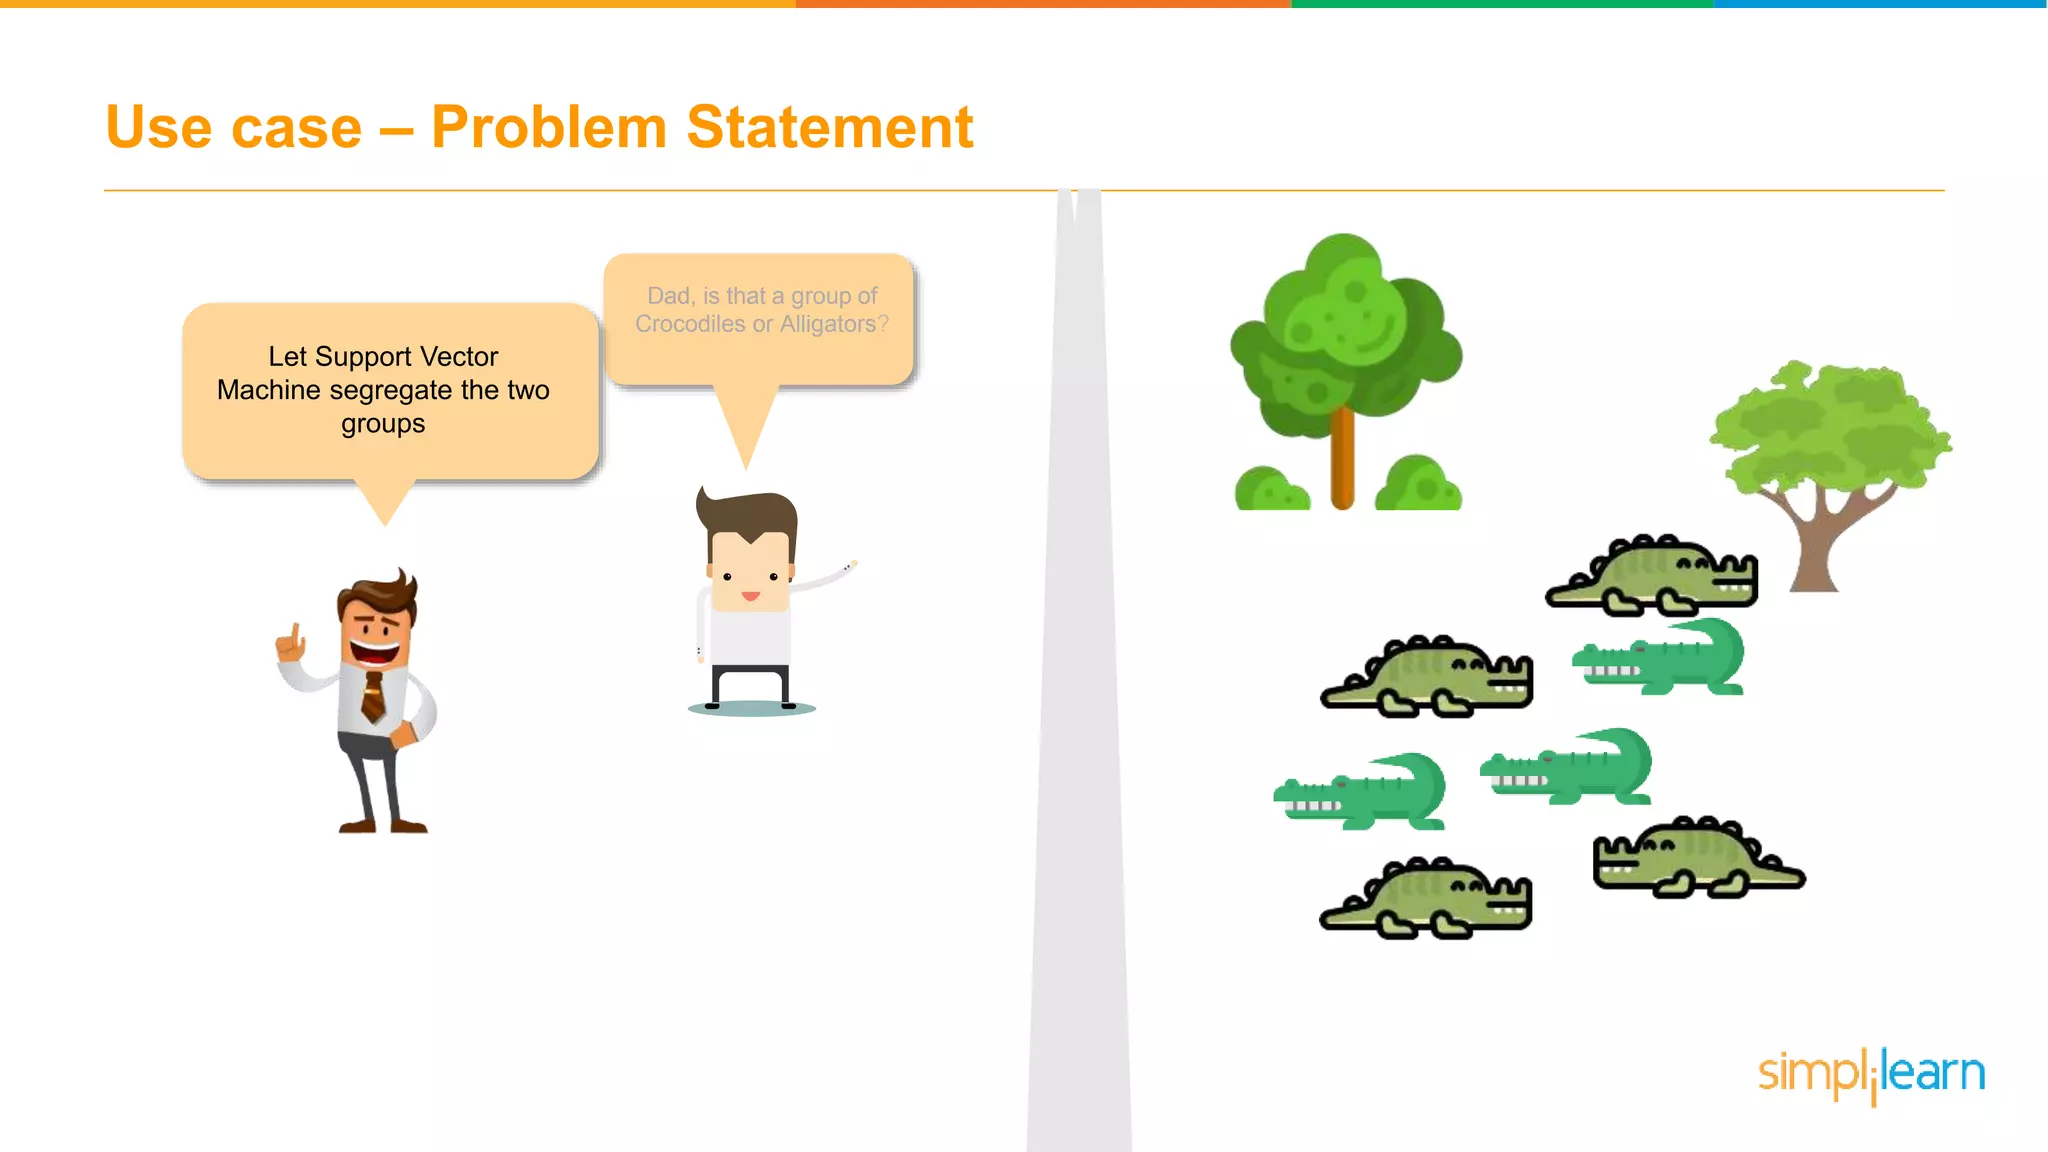 Use case – Problem Statement
Dad, is that a group of
Crocodiles or Alligators?
Let Support Vector
Machine segregate the two
groups
simplilearn